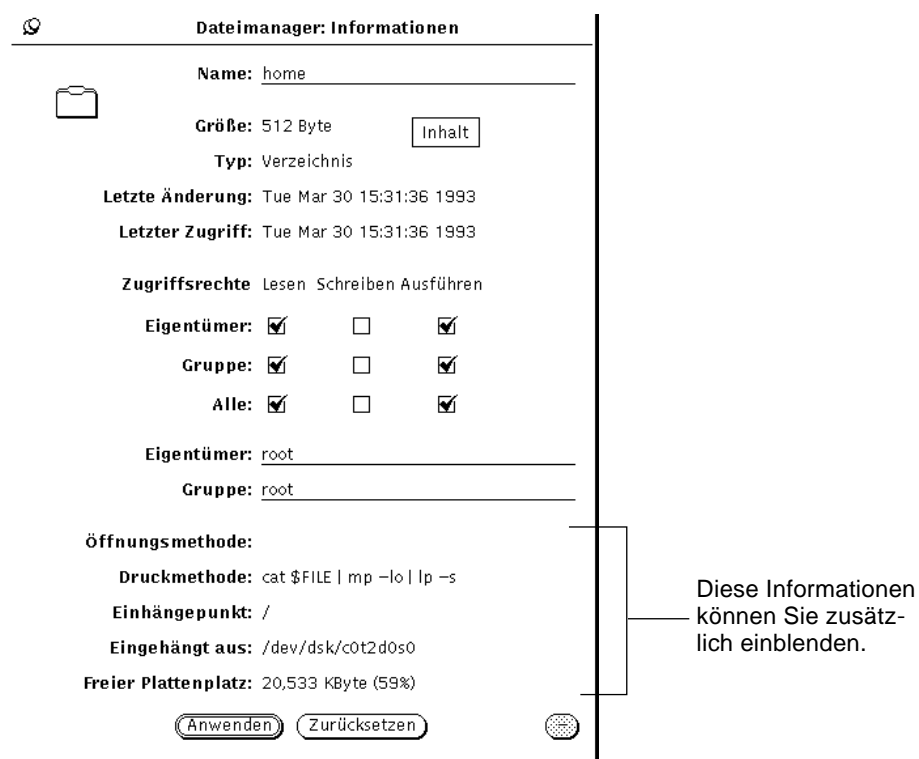 Dateimanager: Informationen
Name: home
Größe: 512 Byte Inhalt
Typ: Verzeichnis
Letzte Änderung: Tue Mar 30 15:31:36 1993
Letzter Zugriff: Tue Mar 30 15:31:36 1993
Zugriffsrechte Lesen Schreiben Ausführen
Eigentümer:
Gruppe:
Alle:
Eigentümer: root
Gruppe: root
Öffnungsmethode:
Druckmethode: cat $FILE | mp –lo | lp –s
Einhängepunkt: /
Eingehängt aus: /dev/dsk/c0t2d0s0
Freier Plattenplatz: 20,533 KByte (59%)
Anwenden Zurücksetzen
Diese Informationen
können Sie zusätz-
lich einblenden.